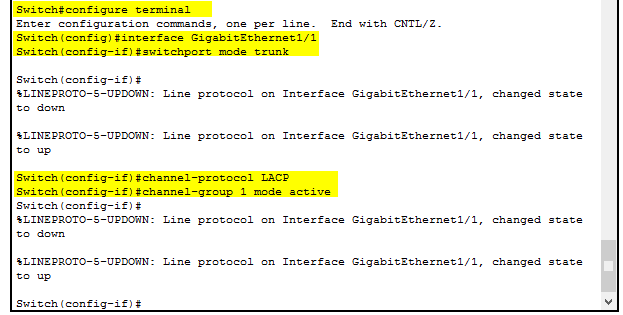 Switch#configure terminal
Enter configuration commands, one per line.  End with CNTL/Z.
Switch(config)#interface GigabitEthernet1/1
Switch(config-if)#switchport mode trunk
Switch(config-if)#
%LINEPROTO-5-UPDOWN: Line protocol on Interface GigabitEthernet1/1, changed state
to down
%LINEPROTO-5-UPDOWN: Line protocol on Interface GigabitEthernet1/1, changed state
to up
Switch(config-if)#channel-protocol LACP
Switch(config-if)#channel-group 1 mode active
Switch(config-if)#
%LINEPROTO-5-UPDOWN: Line protocol on Interface GigabitEthernet1/1, changed state
to down
%LINEPROTO-5-UPDOWN: Line protocol on Interface GigabitEthernet1/1, changed state
to up
Switch(config-if)#